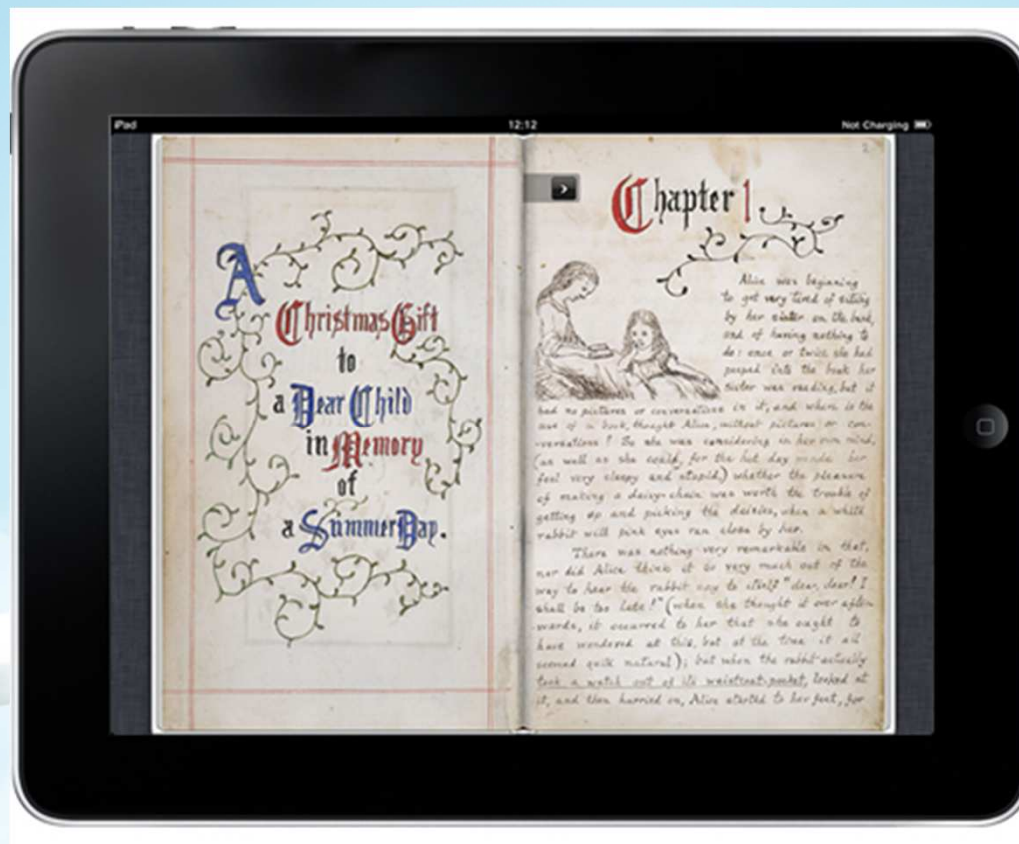 iPad 12:12 Not Charging
A
Christmas Gift
to
a Dear Child
in Memory
of
a Summer Day.
2
Chapter 1
Alice was beginning
to get very tired of sitting
by her sister on the bank,
and of having nothing to
do: once or twice she had
peeped into the book her
sister was reading, but it
had no pictures or conversations in it, and where is the
use of a book, thought Alice, without pictures or con-
-versations? So she was considering in her own mind,
(as well as she could, for the hot day made her
feel very sleepy and stupid,) whether the pleasure
of making a daisy-chain was worth the trouble of
getting up and picking the daisies, when a white
rabbit with pink eyes ran close by her.
There was nothing very remarkable in that,
nor did Alice think it so very much out of the
way to hear the rabbit say to itself "dear, dear! I
shall be too late!" (when she thought it over after-
-wards, it occurred to her that she ought to
have wondered at this, but at the time it all
seemed quite natural); but when the rabbit actually
took a watch out of its waistcoat-pocket, looked at
it, and then hurried on, Alice started to her feet, for